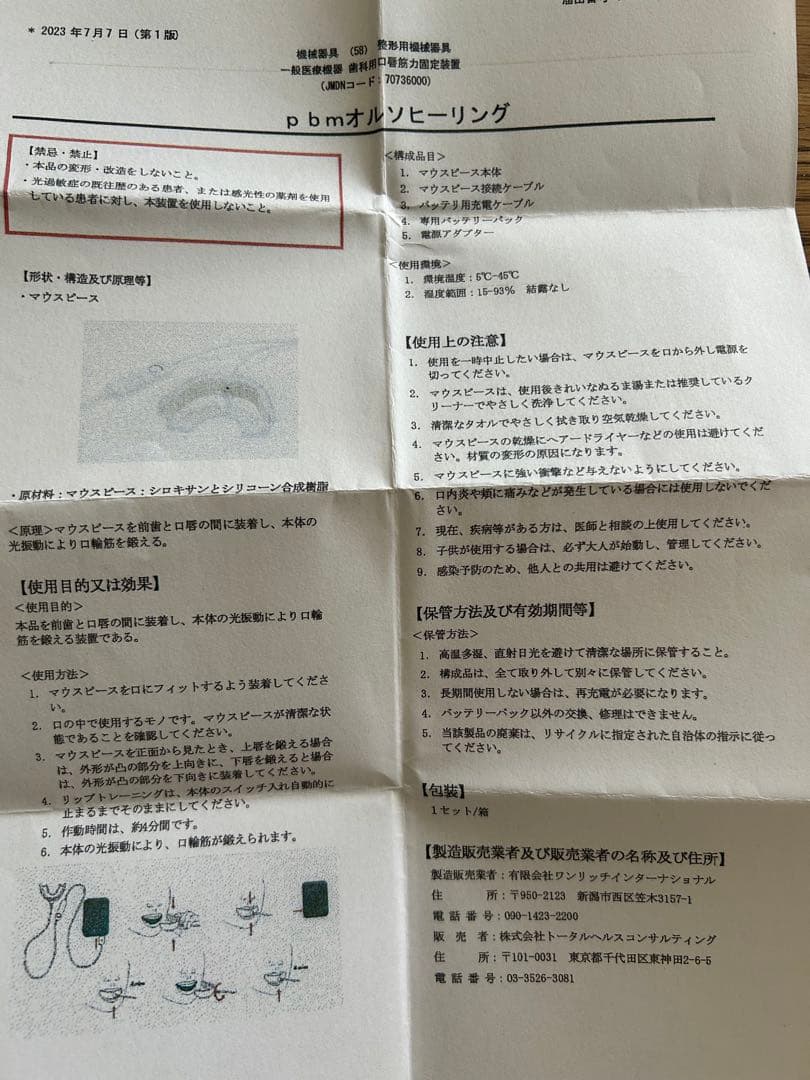 * 2023年7月7日(第1版)
機械器具 (58) 整形用機械器具
一般医療機器 歯科用口唇筋力固定装置
(JMDNコード:70736000)
pbmオルソヒーリング
【禁忌・禁止】
・本品の変形・改造をしないこと。
・光過敏症の既往歴のある患者、または感光性の薬剤を使用
している患者に対し、本装置を使用しないこと。
【形状・構造及び原理等】
・マウスピース
・原材料:マウスピース:シロキサンとシリコーン合成樹脂
<原理>マウスピースを前歯と口唇の間に装着し、本体の
光振動により口輪筋を鍛える。
【使用目的又は効果】
<使用目的>
本品を前歯と口唇の間に装着し、本体の光振動により口輪
筋を鍛える装置である。
<使用方法>
1. マウスピースを口にフィットするよう装着してくださ
い。
2. 口の中で使用するモノです。マウスピースが清潔な状
態であることを確認してください。
3. マウスピースを正面から見たとき、上唇を鍛える場合
は、外形が凸の部分を上向きに、下唇を鍛えると場合
は、外形が凸の部分を下向きに装着してください。
4. リップトレーニングは、本体のスイッチ入れ自動的に
止まるまでそのままにしてください。
5. 作動時間は、約4分間です。
6. 本体の光振動により、口輪筋が鍛えられます。
<構成品目>
1. マウスピース本体
2. マウスピース接続ケーブル
3. バッテリ用充電ケーブル
4. 専用バッテリーパック
5. 電源アダプター
<使用環境>
1. 環境温度:5℃-45℃
2. 湿度範囲:15-93% 結露なし
【使用上の注意】
1. 使用を一時中止したい場合は、マウスピースを口から外し電源を
切ってください。
2. マウスピースは、使用後きれいなぬるま湯または推奨しているク
リーナーでやさしく洗浄してください。
3. 清潔なタオルでやさしく拭き取り空気乾燥してください。
4. マウスピースの乾燥にヘアードライヤーなどの使用は避けてくだ
さい。材質の変形の原因になります。
5. マウスピースに強い衝撃など与えないようにしてください。
6. 口内炎や頬に痛みなどが発生している場合には使用しないでくだ
さい。
7. 現在、疾病等がある方は、医師と相談の上使用してください。
8. 子供が使用する場合は、必ず大人が始動し、管理してください。
9. 感染予防のため、他人との共用は避けてください。
【保管方法及び有効期間等】
<保管方法>
1. 高温多湿、直射日光を避けて清潔な場所に保管すること。
2. 構成品は、全て取り外して別々に保管してください。
3. 長期間使用しない場合は、再充電が必要になります。
4. バッテリーパック以外の交換、修理はできません。
5. 当該製品の廃棄は、リサイクルに指定された自治体の指示に従っ
てください。
【包装】
1セット/箱
【製造販売業者及び販売業者の名称及び住所】
製造販売業者:有限会社ワンリッチインターナショナル
住 所:〒950-2123 新潟市西区笠木3157-1
電 話 番 号:090-1423-2200
販 売 者:株式会社トータルヘルスコンサルティング
住 所:〒101-0031 東京都千代田区東神田2-6-5
電 話 番 号:03-3526-3081